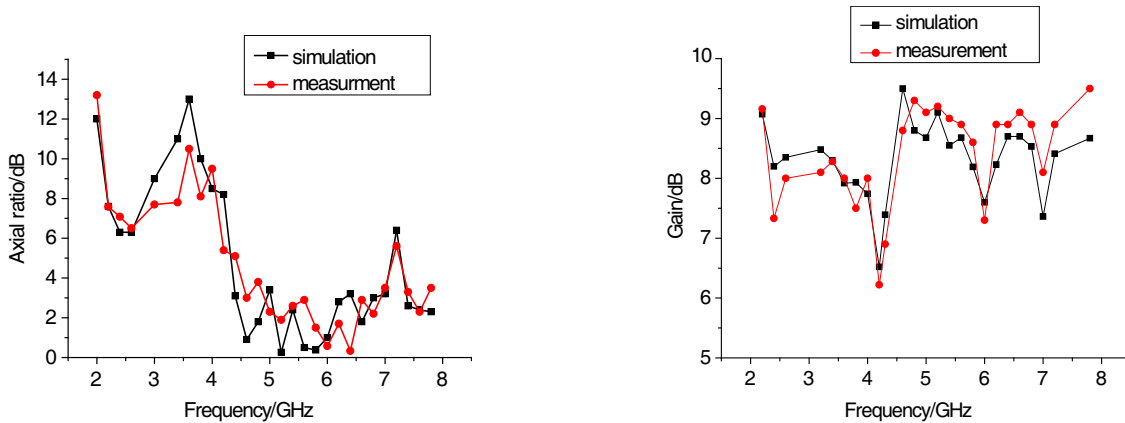 simulation
measurment
14
12
10
8
6
4
2
0
Axial ratio/dB
2 3 4 5 6 7 8
Frequency/GHz
simulation
measurement
10
9
8
7
6
5
Gain/dB
2 3 4 5 6 7 8
Frequency/GHz